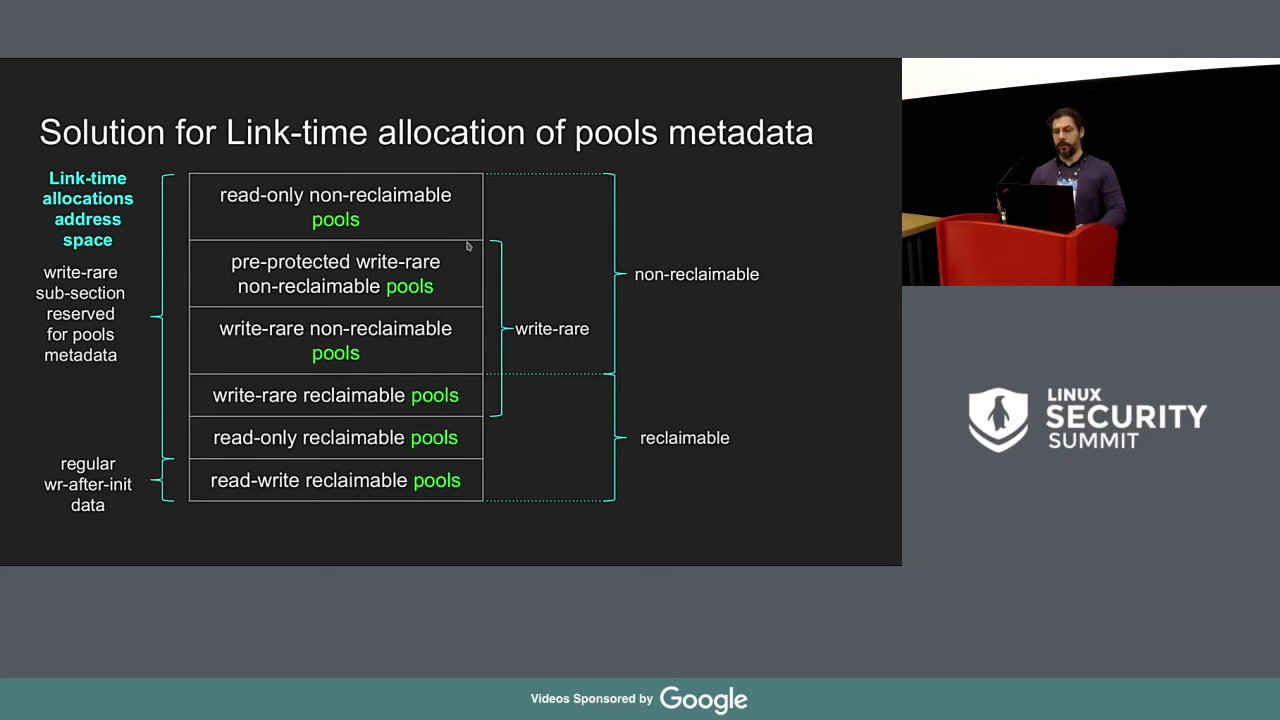 Solution for Link-time allocation of pools metadata
Link-time
allocations
address
space
write-rare
sub-section
reserved
for pools
metadata
regular
wr-after-init
data
read-only non-reclaimable
pools
pre-protected write-rare
non-reclaimable pools
write-rare non-reclaimable
pools
write-rare reclaimable pools
read-only reclaimable pools
read-write reclaimable pools
write-rare
non-reclaimable
reclaimable
LINUX
SECURITY
SUMMIT
Videos Sponsored by Google